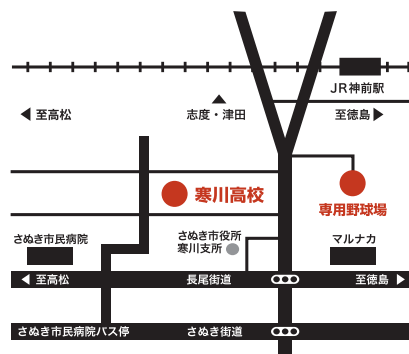 JR神前駅
至高松
志度・津田
至徳島
寒川高校
専用野球場
さぬき市民病院
さぬき市役所
寒川支所
マルナカ
至高松
長尾街道
至徳島
さぬき市民病院バス停
さぬき街道